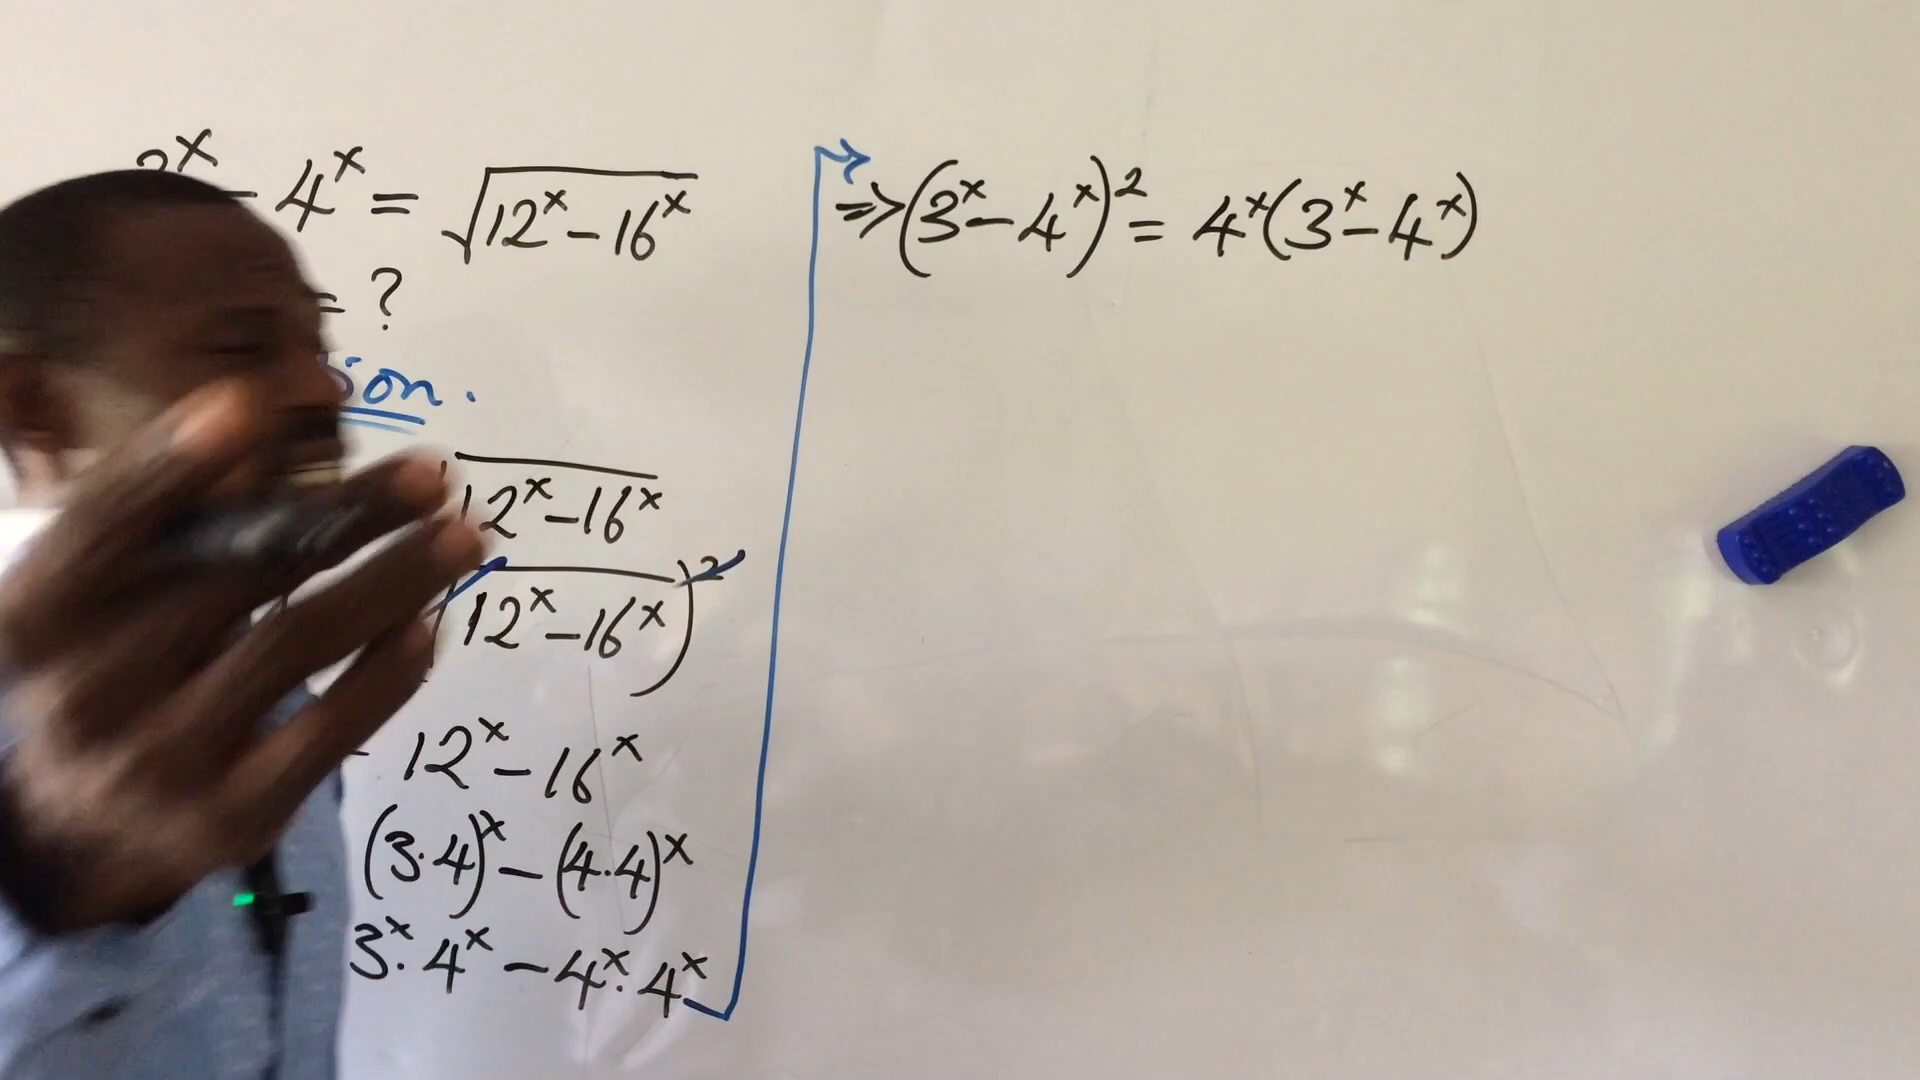 3^x - 4^x = √(12^x - 16^x)
= ?
12^x - 16^x
(12^x - 16^x)^2
12^x - 16^x
(3·4)^x - (4·4)^x
3^x · 4^x - 4^x · 4^x
⇒ (3^x - 4^x)^2 = 4^x(3^x - 4^x)